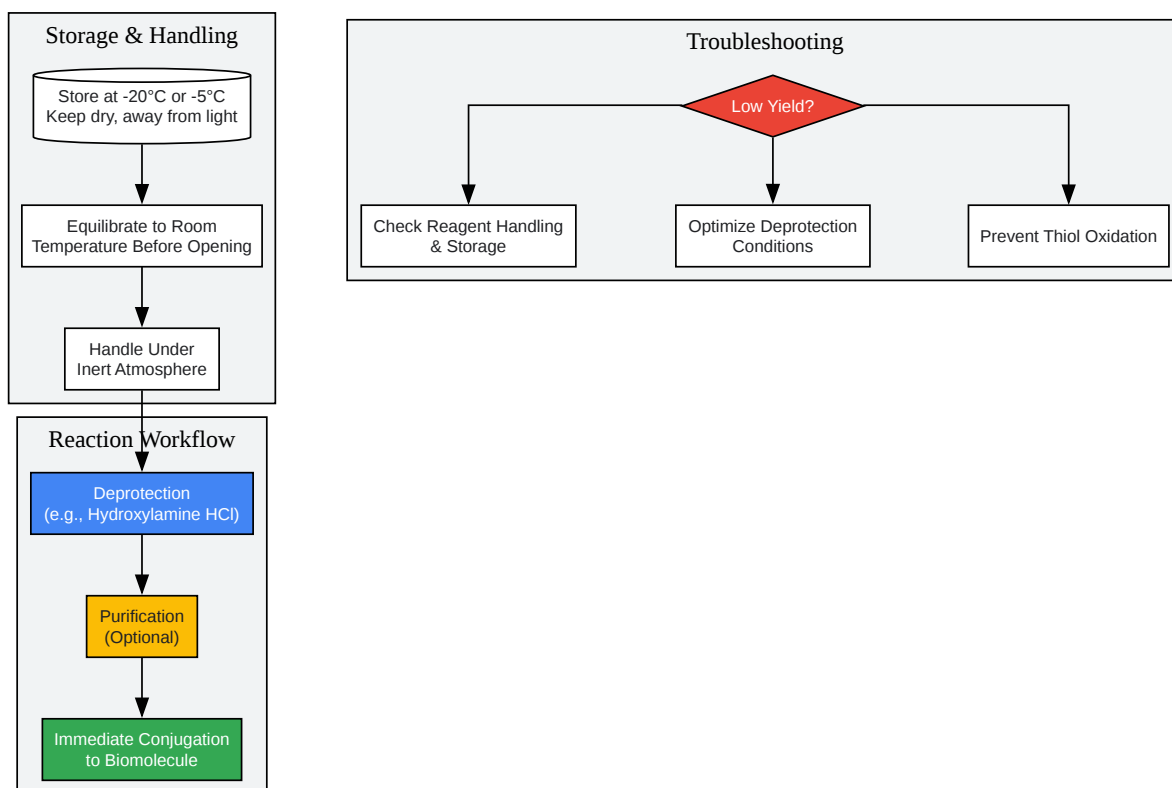 Storage & Handling
Store at -20°C or -5°C
Keep dry, away from light
Equilibrate to Room
Temperature Before Opening
Handle Under
Inert Atmosphere
Reaction Workflow
Deprotection
(e.g., Hydroxylamine HCl)
Purification
(Optional)
Immediate Conjugation
to Biomolecule
Troubleshooting
Low Yield?
Check Reagent Handling
& Storage
Optimize Deprotection
Conditions
Prevent Thiol Oxidation